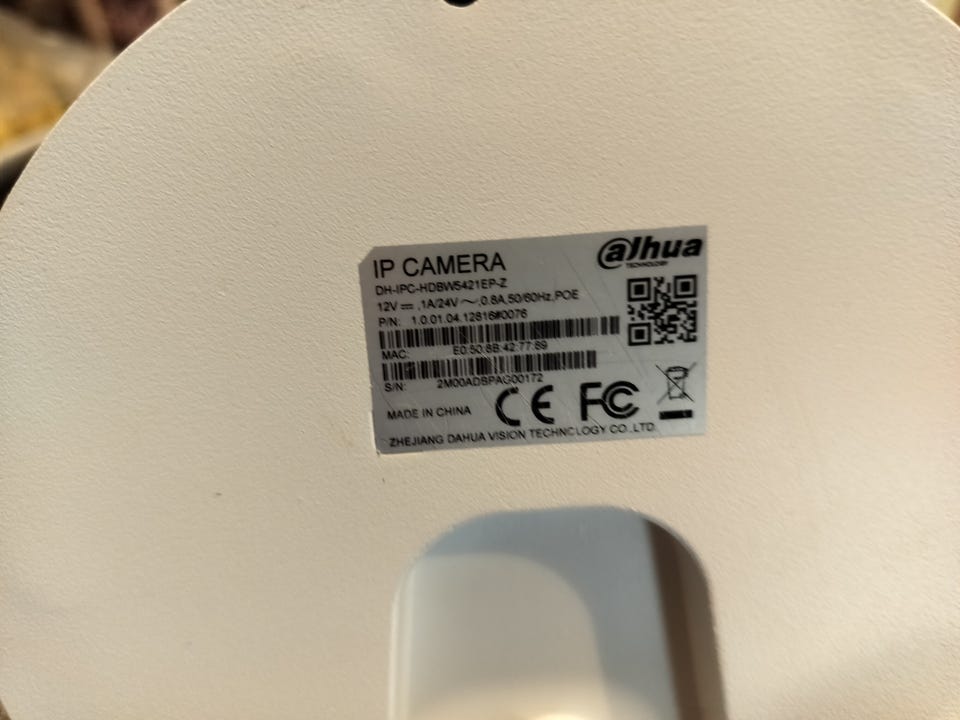 IP CAMERA
alhua
TECHNOLOGY
DH-IPC-HDBW5421EP-Z
12V ⎓ ,1A/24V ～,0.8A,50/60Hz,POE
P/N: 1.0.01.04.12816#0076
MAC: E0:50:8B:42:77:89
S/N: 2M00ADBPAG00172
MADE IN CHINA CE FC
ZHEJIANG DAHUA VISION TECHNOLOGY CO.,LTD.